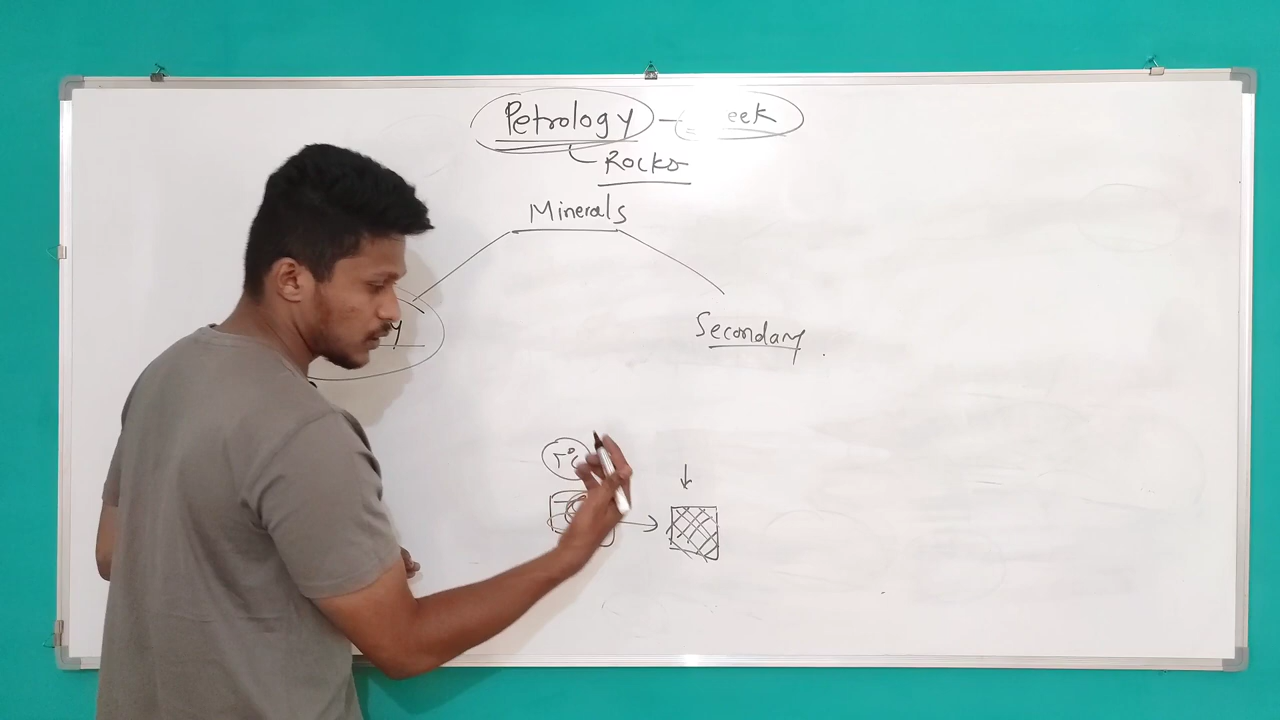 Petrology - eek
Rocks
Minerals
y
Secondary
T°C